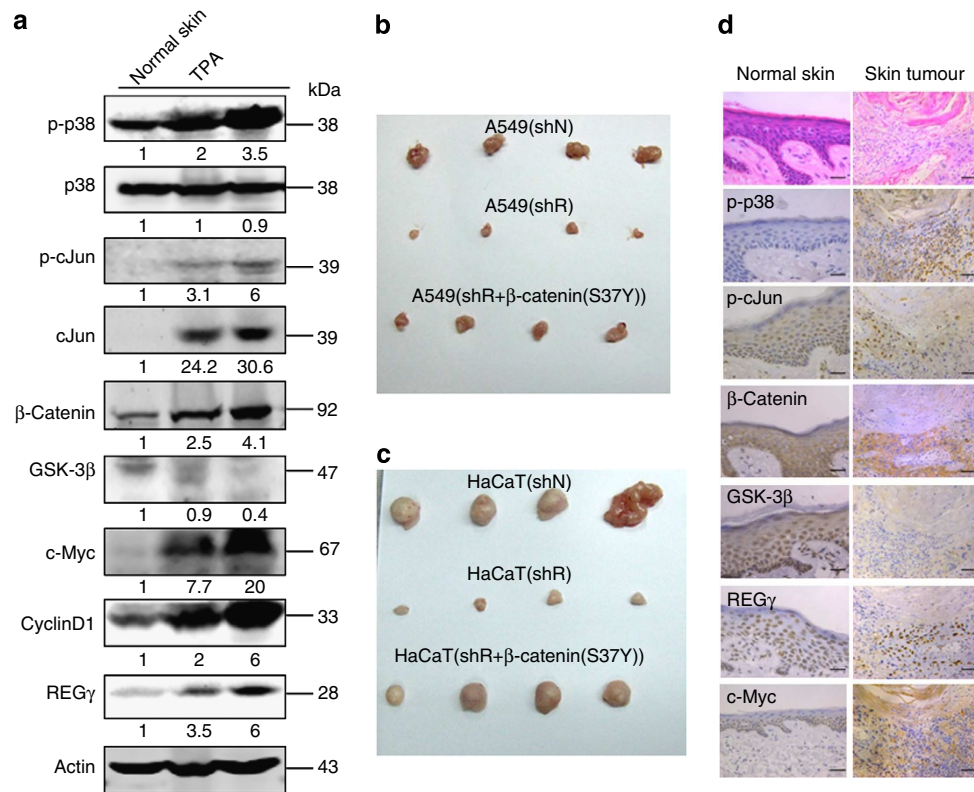 a
Normal skin
TPA
kDa
p-p38
38
1 2 3.5
p38
38
1 1 0.9
p-cJun
39
1 3.1 6
cJun
39
1 24.2 30.6
β-Catenin
92
1 2.5 4.1
GSK-3β
47
1 0.9 0.4
c-Myc
67
1 7.7 20
CyclinD1
33
1 2 6
REGγ
28
1 3.5 6
Actin
43
b
A549(shN)
A549(shR)
A549(shR+β-catenin(S37Y))
c
HaCaT(shN)
HaCaT(shR)
HaCaT(shR+β-catenin(S37Y))
d
Normal skin Skin tumour
p-p38
p-cJun
β-Catenin
GSK-3β
REGγ
c-Myc